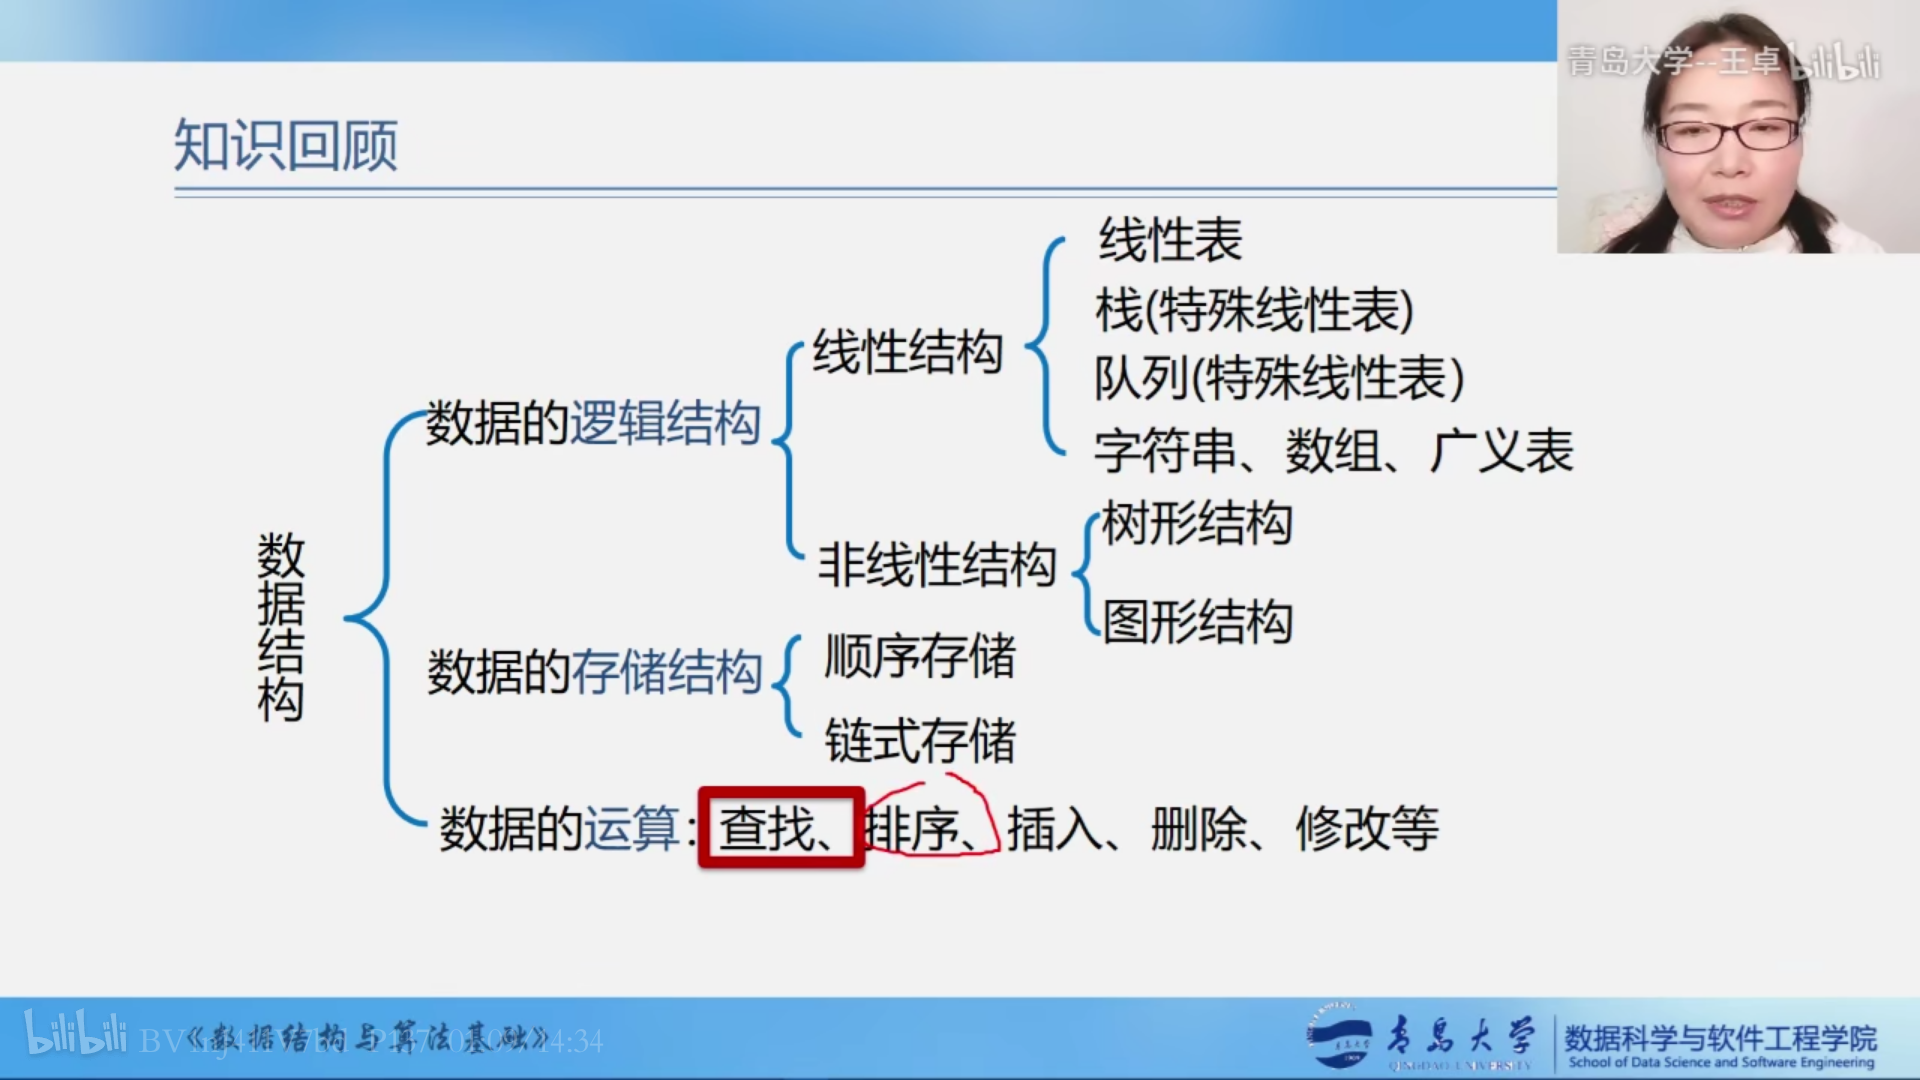 青岛大学--王卓 bilibili
知识回顾
数据结构
数据的逻辑结构
线性结构
线性表
栈(特殊线性表)
队列(特殊线性表)
字符串、数组、广义表
非线性结构
树形结构
图形结构
数据的存储结构
顺序存储
链式存储
数据的运算：查找、排序、插入、删除、修改等
bilibili
《数据结构与算法基础》
青岛大学
QINGDAO UNIVERSITY
数据科学与软件工程学院
School of Data Science and Software Engineering